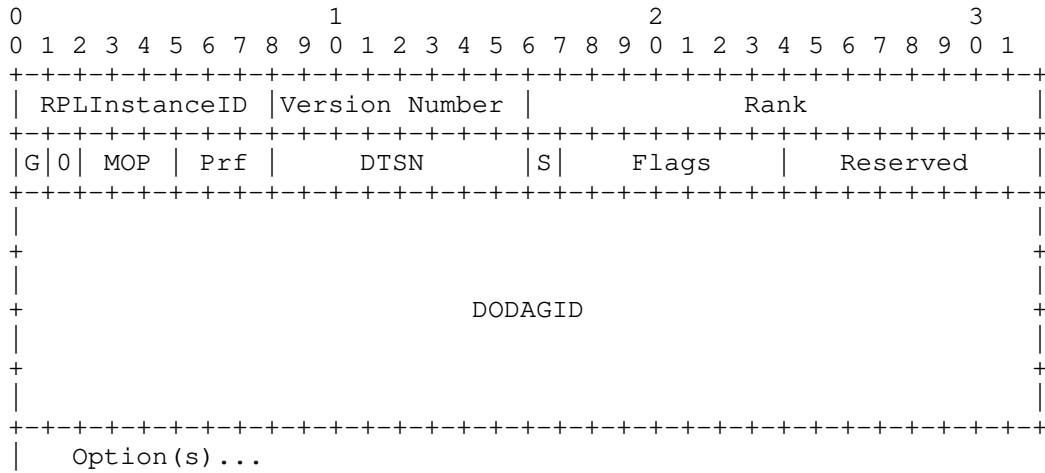 0                   1                   2                   3
0 1 2 3 4 5 6 7 8 9 0 1 2 3 4 5 6 7 8 9 0 1 2 3 4 5 6 7 8 9 0 1
+-+-+-+-+-+-+-+-+-+-+-+-+-+-+-+-+-+-+-+-+-+-+-+-+-+-+-+-+-+-+-+-+
| RPLInstanceID |Version Number |             Rank              |
+-+-+-+-+-+-+-+-+-+-+-+-+-+-+-+-+-+-+-+-+-+-+-+-+-+-+-+-+-+-+-+-+
|G|0| MOP | Prf |     DTSN      |S|    Flags    |   Reserved    |
+-+-+-+-+-+-+-+-+-+-+-+-+-+-+-+-+-+-+-+-+-+-+-+-+-+-+-+-+-+-+-+-+
|                                                               |
+                                                               +
|                                                               |
+                            DODAGID                            +
|                                                               |
+                                                               +
|                                                               |
+-+-+-+-+-+-+-+-+-+-+-+-+-+-+-+-+-+-+-+-+-+-+-+-+-+-+-+-+-+-+-+-+
|   Option(s)...